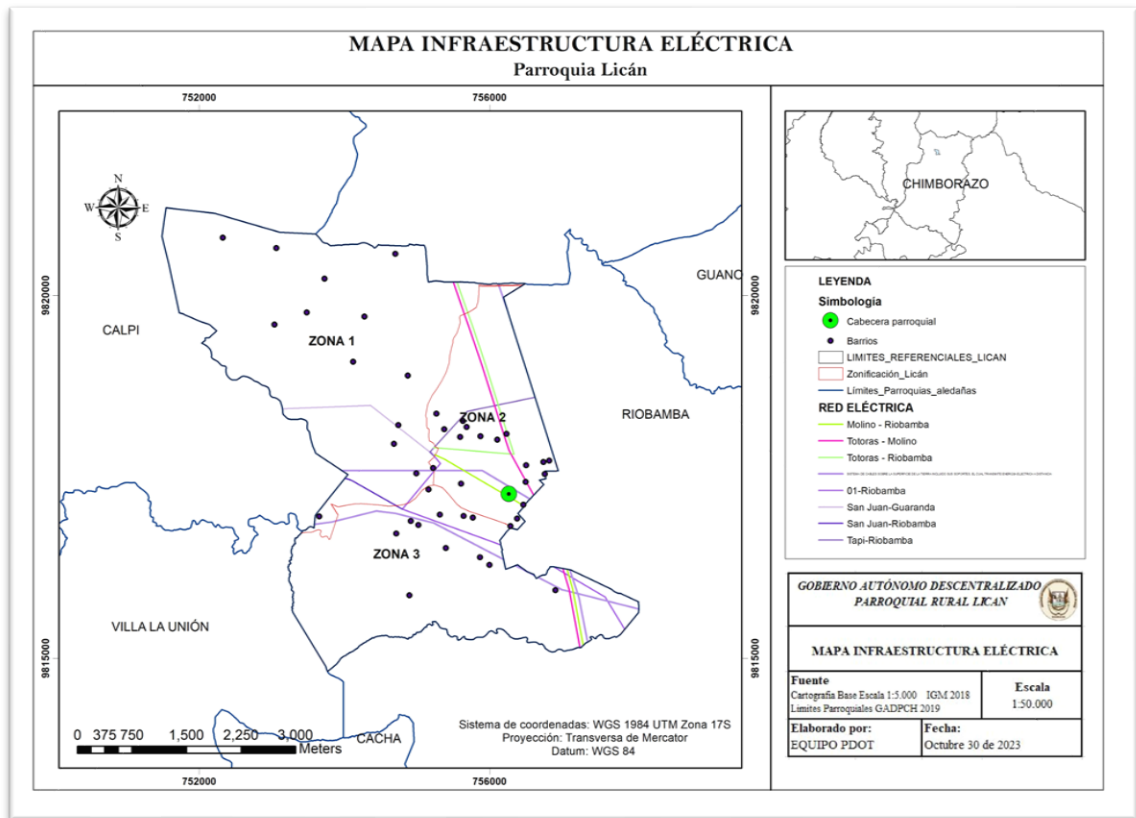 MAPA INFRAESTRUCTURA ELÉCTRICA
Parroquia Licán
752000
756000
N
W
E
S
9820000
9820000
GUANO
CALPI
ZONA 1
RIOBAMBA
ZONA 2
ZONA 3
VILLA LA UNIÓN
9815000
9815000
CACHA
0 375 750 1,500 2,250 3,000
Meters
Sistema de coordenadas: WGS 1984 UTM Zona 17S
Proyección: Transversa de Mercator
Datum: WGS 84
752000
756000
CHIMBORAZO
LEYENDA
Simbología
Cabecera parroquial
Barrios
LIMITES_REFERENCIALES_LICAN
Zonificación_Licán
Límites_Parroquias_aledañas
RED ELÉCTRICA
Molino - Riobamba
Totoras - Molino
Totoras - Riobamba
01-Riobamba
San Juan-Guaranda
San Juan-Riobamba
Tapi-Riobamba
GOBIERNO AUTÓNOMO DESCENTRALIZADO
PARROQUIAL RURAL LICAN
MAPA INFRAESTRUCTURA ELÉCTRICA
Fuente
Cartografía Base Escala 1:5.000 IGM 2018
Limites Parroquiales GADPCH 2019
Escala
1:50.000
Elaborado por:
EQUIPO PDOT
Fecha:
Octubre 30 de 2023